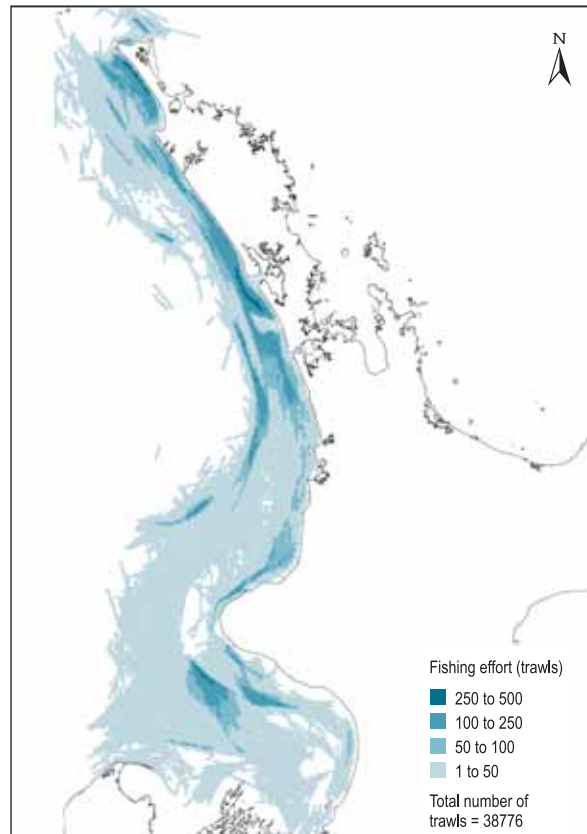 N
Fishing effort (trawls)
250 to 500
100 to 250
50 to 100
1 to 50
Total number of
trawls = 38776